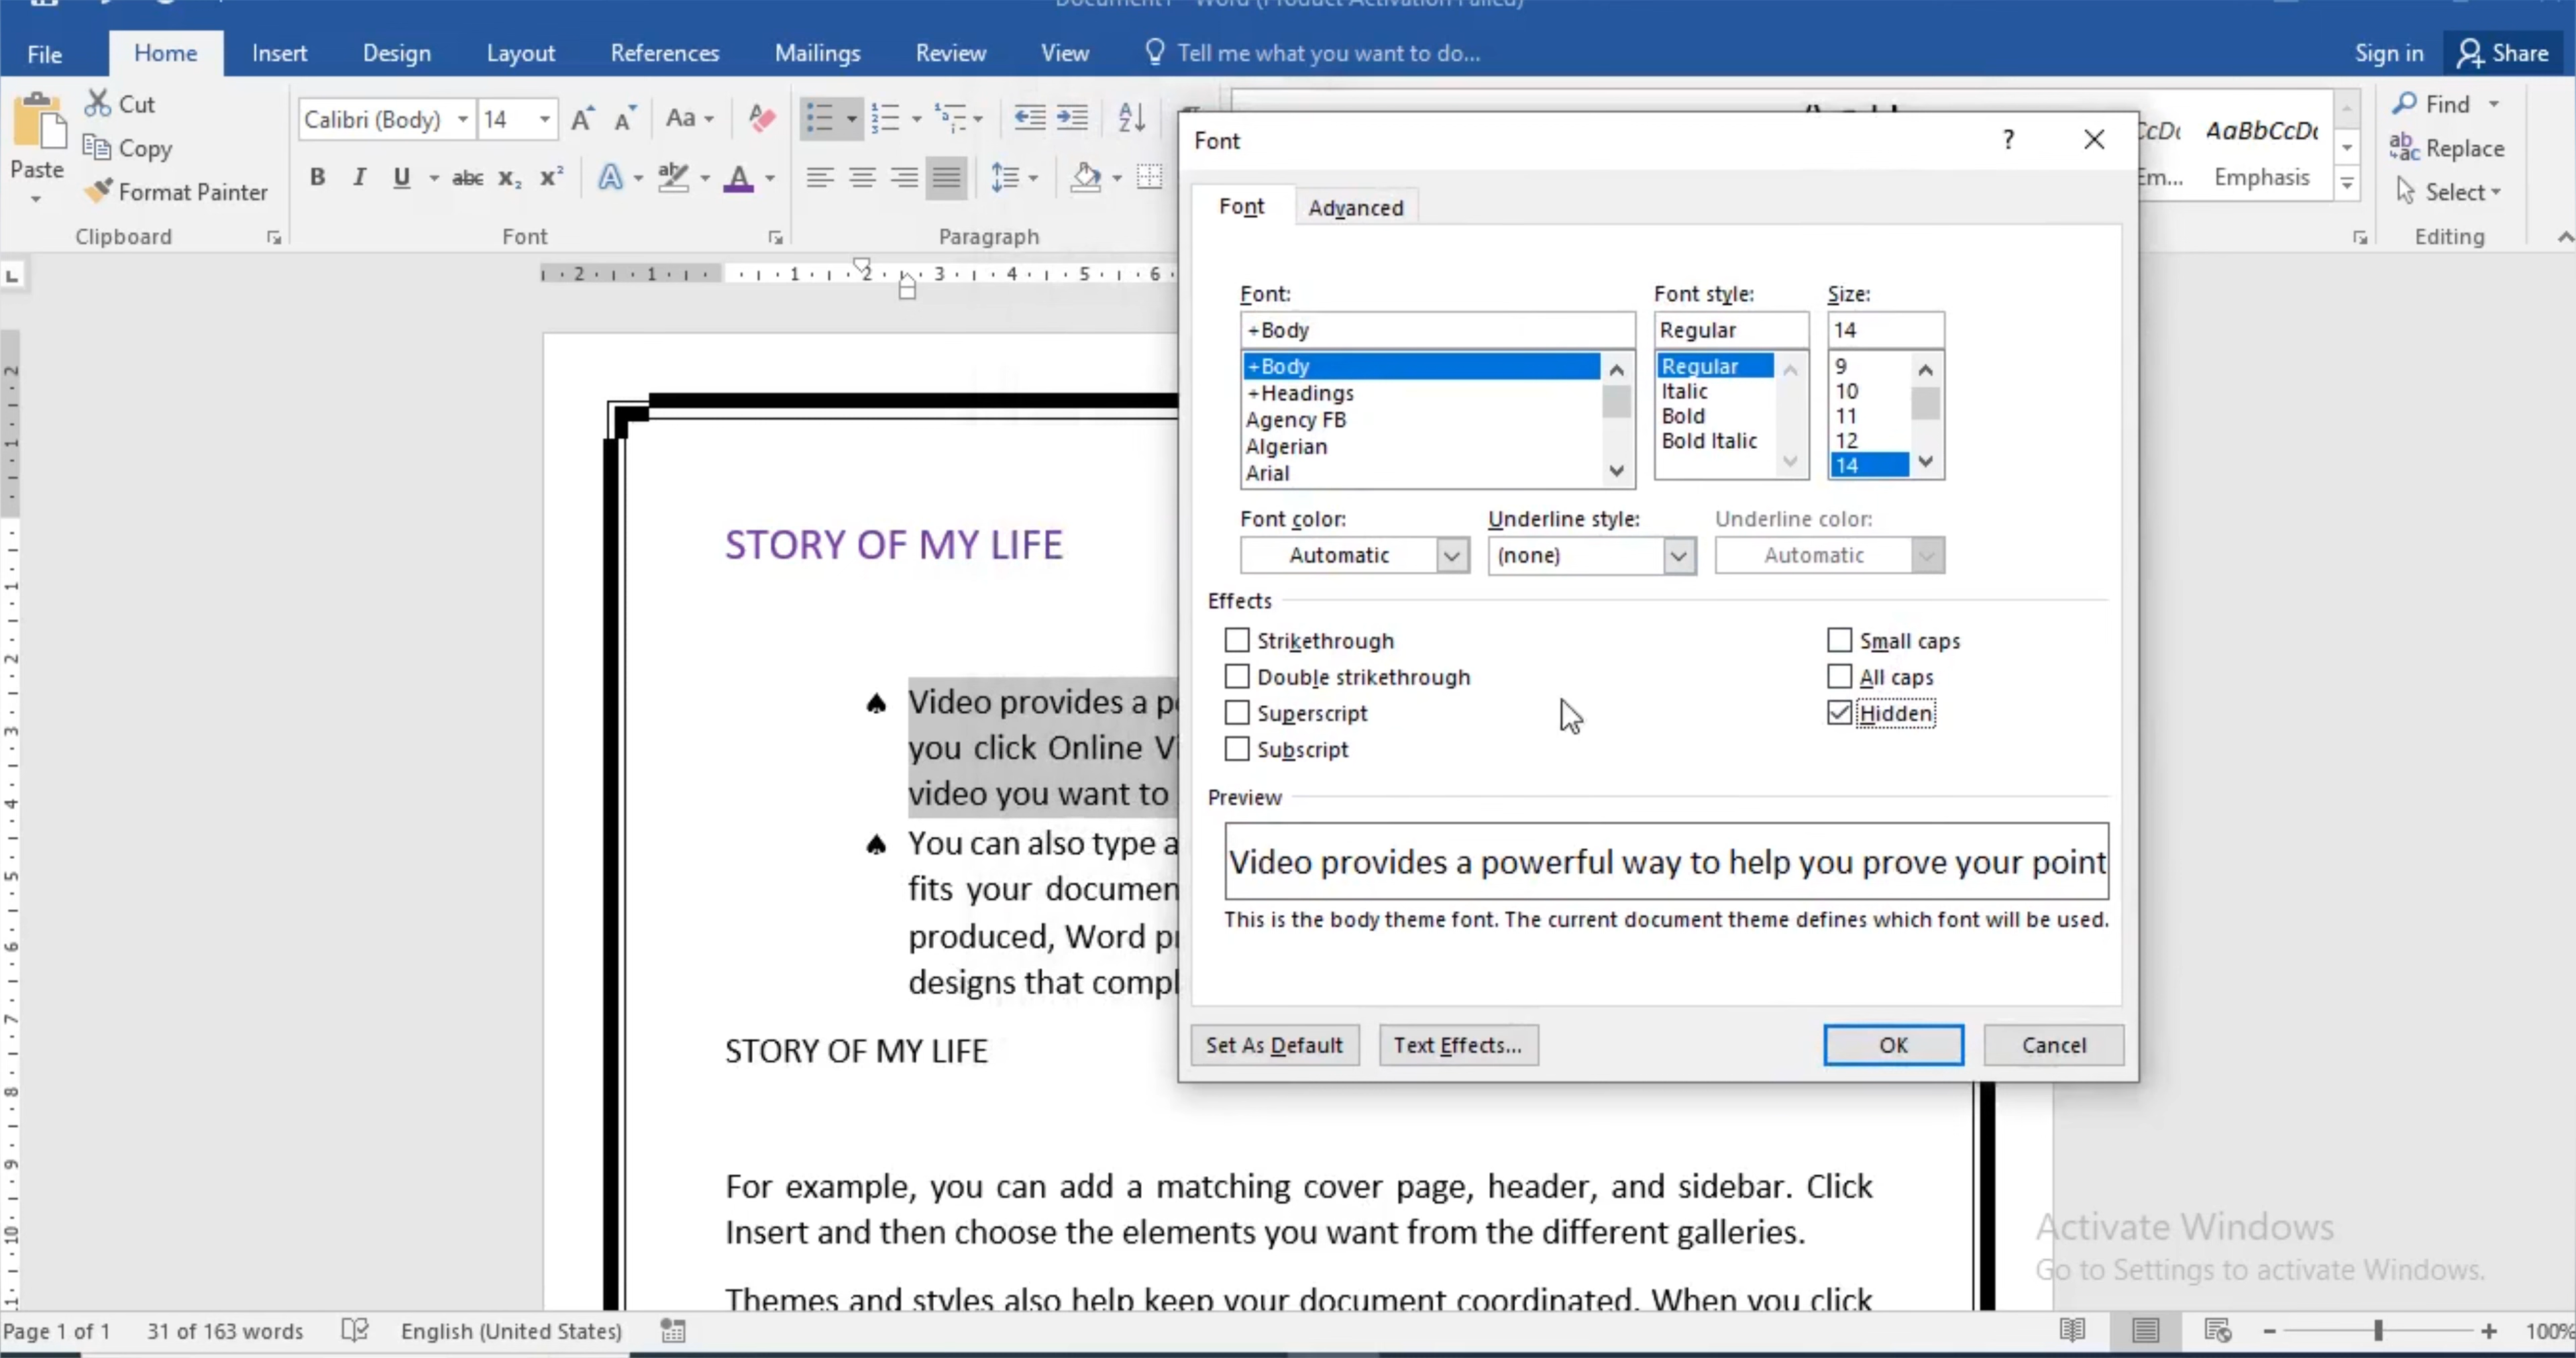 Document1 - Word (Product Activation Failed)
File Home Insert Design Layout References Mailings Review View Tell me what you want to do... Sign in Share
Paste
Cut
Copy
Format Painter
Clipboard
Calibri (Body) 14
Font
Paragraph
AaBbCcDc
Emphasis
Find
Replace
Select
Editing
Font
Font Advanced
Font: Font style: Size:
+Body Regular 14
+Body Regular 9
+Headings Italic 10
Agency FB Bold 11
Algerian Bold Italic 12
Arial 14
Font color: Underline style: Underline color:
Automatic (none) Automatic
Effects
Strikethrough Small caps
Double strikethrough All caps
Superscript Hidden
Subscript
Preview
Video provides a powerful way to help you prove your point
This is the body theme font. The current document theme defines which font will be used.
Set As Default Text Effects... OK Cancel
STORY OF MY LIFE
♠ Video provides a
you click Online
video you want to
♠ You can also type a
fits your documen
produced, Word
designs that compl
STORY OF MY LIFE
For example, you can add a matching cover page, header, and sidebar. Click
Insert and then choose the elements you want from the different galleries.
Themes and styles also help keep your document coordinated. When you click
Activate Windows
Go to Settings to activate Windows.
Page 1 of 1 31 of 163 words English (United States) 100%